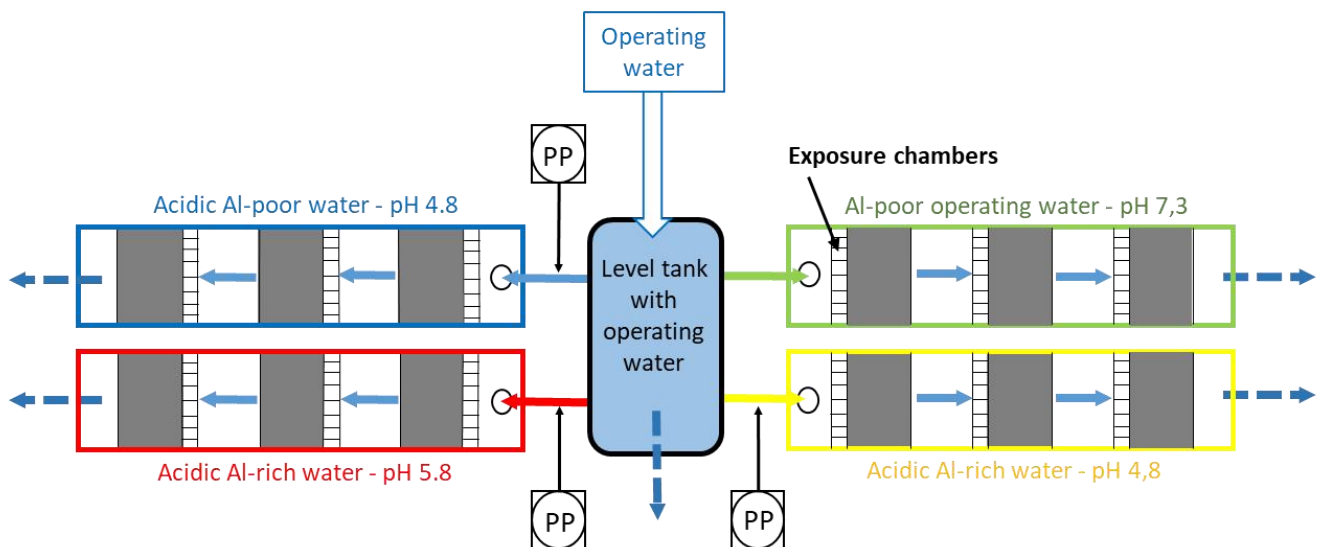 Operating
water
PP
Exposure chambers
Acidic Al-poor water - pH 4.8
Al-poor operating water - pH 7,3
Level tank
with
operating
water
Acidic Al-rich water - pH 5.8
Acidic Al-rich water - pH 4,8
PP
PP